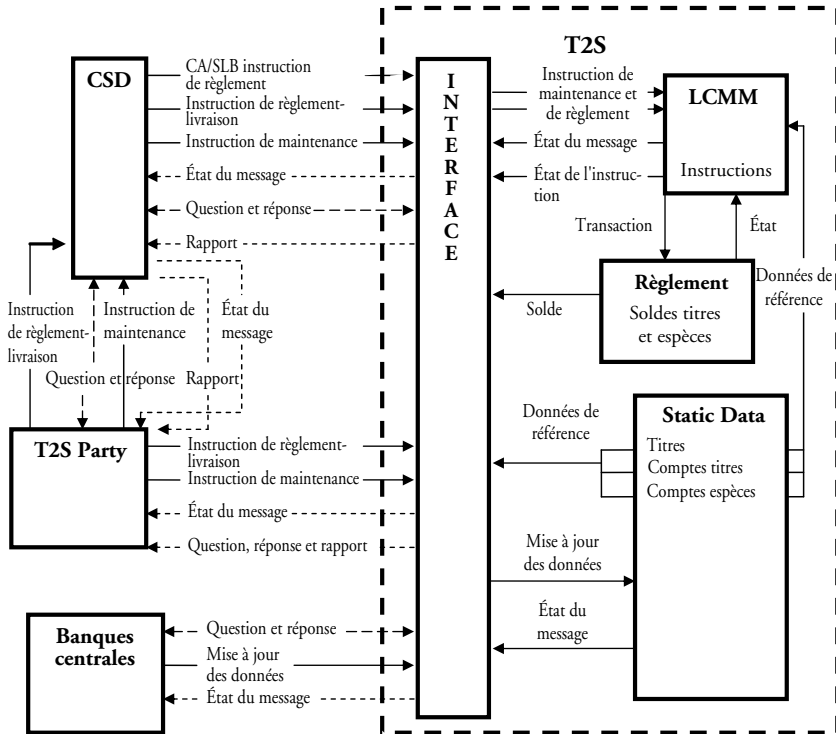 T2S
CSD
CA/SLB instruction
de règlement
Instruction de règlement-
livraison
Instruction de maintenance
État du message
Question et réponse
Rapport
INTERFACE
Instruction de
maintenance et
de règlement
État du message
État de l'instruc-
tion
LCMM
Instructions
Transaction
État
Règlement
Soldes titres
et espèces
Solde
Données de
référence
Instruction
de règlement-
livraison
Instruction de
maintenance
État du
message
Question et réponse
Rapport
T2S Party
Instruction de règlement-
livraison
Instruction de maintenance
État du message
Question, réponse et rapport
Données de
référence
Static Data
Titres
Comptes titres
Comptes espèces
Mise à jour
des données
État du
message
Banques
centrales
Question et réponse
Mise à jour
des données
État du message